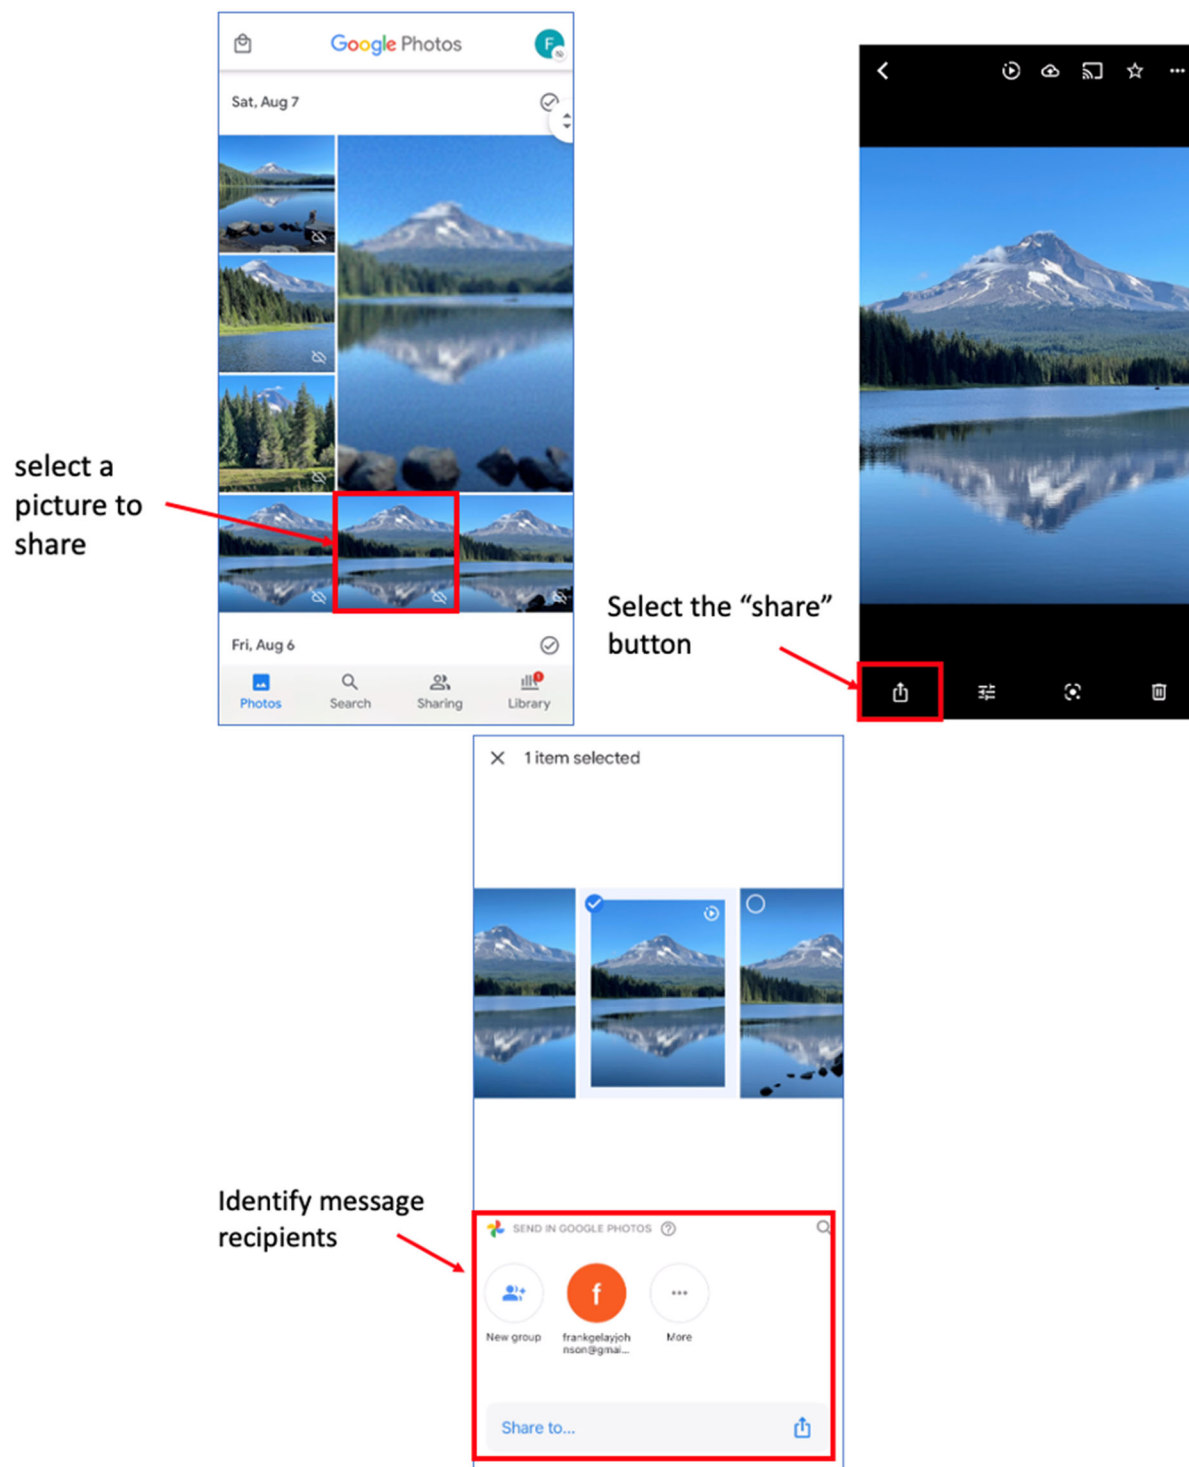 Google Photos
F
Sat, Aug 7
select a
picture to
share
Fri, Aug 6
Photos
Search
Sharing
Library
1
Select the “share”
button
1 item selected
Identify message
recipients
SEND IN GOOGLE PHOTOS
?
f
New group
frankgelayjoh
nson@gmai...
More
Share to...